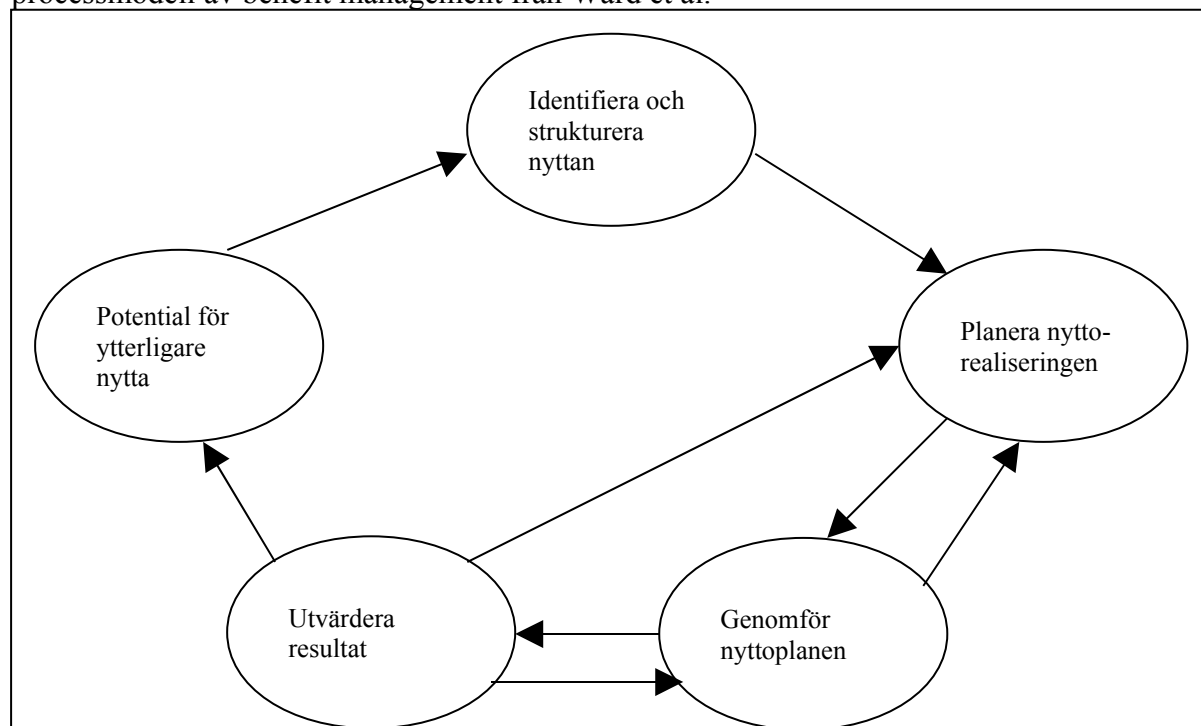 processmodell av benefit management från Ward et al.
Identifiera och
strukturera
nyttan
Potential för
ytterligare
nytta
Planera nytto-
realiseringen
Utvärdera
resultat
Genomför
nyttoplanen